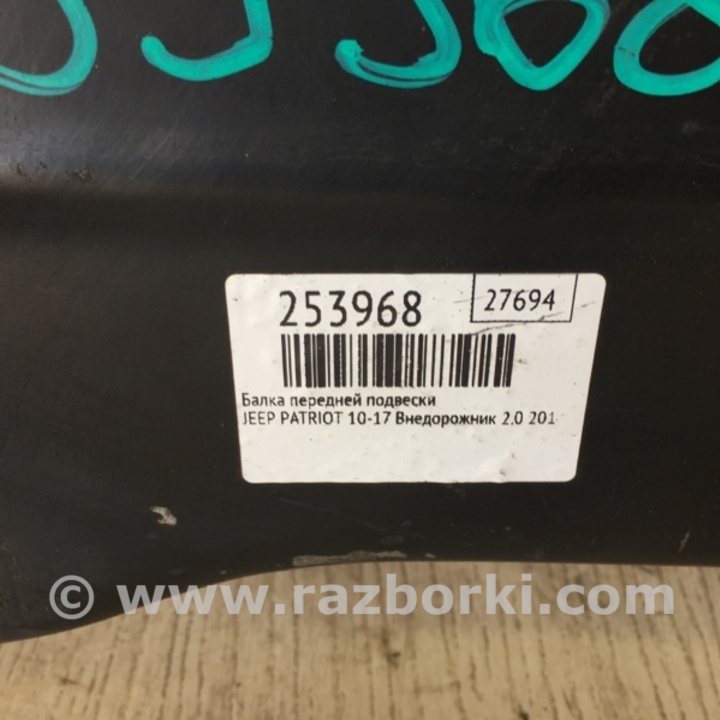 253968
27694
Балка передней подвески
JEEP PATRIOT 10-17 Внедорожник 2.0 201
© www.razborki.com